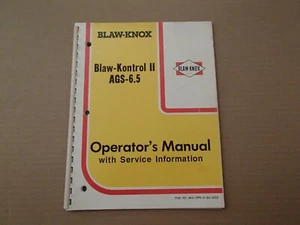 BLAW-KNOX
Blaw-Kontrol II
AGS-6.5
BLAW-KNOX
Operator's Manual
with Service Information